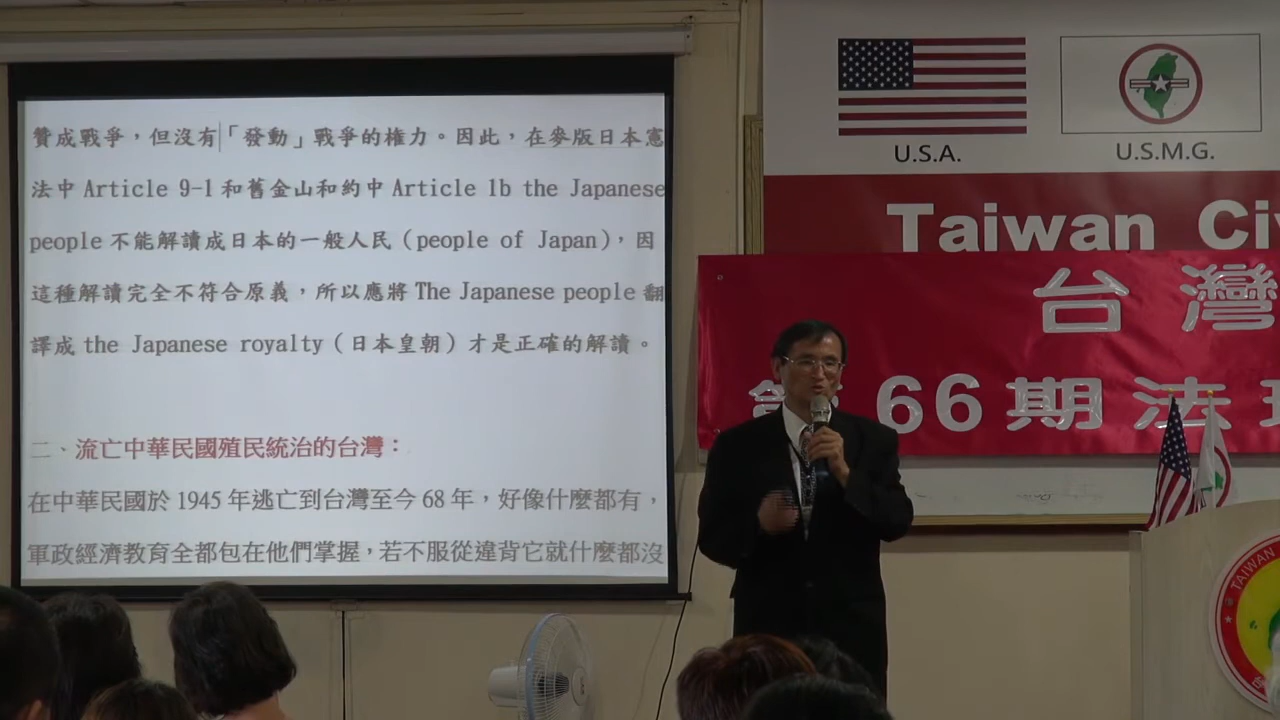 贊成戰爭，但沒有「發動」戰爭的權力。因此，在麥版日本憲
法中 Article 9-1 和舊金山和約中 Article 1b the Japanese
people 不能解讀成日本的一般人民（people of Japan），因
這種解讀完全不符合原義，所以應將 The Japanese people 翻
譯成 the Japanese royalty（日本皇朝）才是正確的解讀。
二、流亡中華民國殖民統治的台灣：
在中華民國於 1945 年逃亡到台灣至今 68 年，好像什麼都有，
軍政經濟教育全都包在他們掌握，若不服從違背它就什麼都沒
U.S.A.
U.S.M.G.
Taiwan Ci
台灣
66期法
TAIWAN